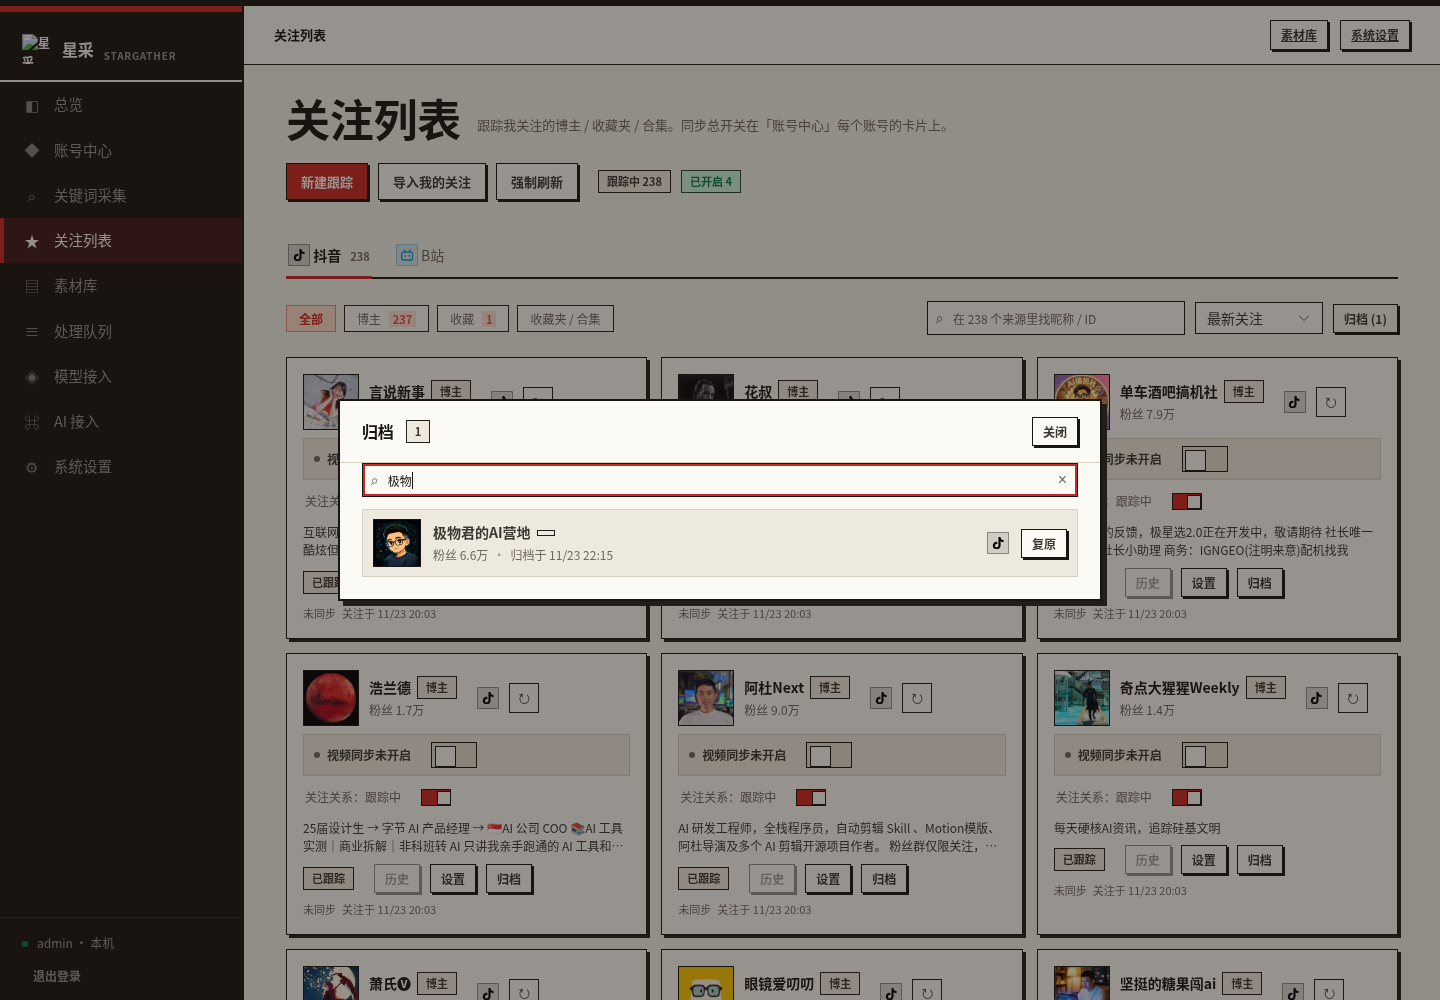 星采
星采 STARGATHER
总览
账号中心
关键词采集
关注列表
素材库
处理队列
模型接入
AI 接入
系统设置
admin · 本机
退出登录
关注列表
素材库
系统设置
关注列表
跟踪我关注的博主 / 收藏夹 / 合集。同步总开关在「账号中心」每个账号的卡片上。
新建跟踪
导入我的关注
强制刷新
跟踪中 238
已开启 4
抖音 238
B站
全部
博主 237
收藏 1
收藏夹 / 合集
在 238 个来源里找昵称 / ID
最新关注
归档 (1)
言说新事 博主
花叔 博主
单车酒吧搞机社 博主
粉丝 7.9万
归档 1
关闭
极物
极物君的AI营地
粉丝 6.6万 · 归档于 11/23 22:15
复原
视
同步未开启
关注关
：跟踪中
互联网
酷炫但
的反馈，极星选2.0正在开发中，敬请期待 社长唯一
社长小助理 商务：IGNGEO(注明来意)配机找我
已跟踪
历史
设置
归档
未同步 关注于 11/23 20:03
未同步 关注于 11/23 20:03
未同步 关注于 11/23 20:03
浩兰德 博主
粉丝 1.7万
视频同步未开启
关注关系：跟踪中
25届设计生 → 字节 AI 产品经理 → 🇸🇬AI 公司 COO 📚AI 工具
实测｜商业拆解｜非科班转 AI 只讲我亲手跑通的 AI 工具和…
已跟踪
历史
设置
归档
未同步 关注于 11/23 20:03
阿杜Next 博主
粉丝 9.0万
视频同步未开启
关注关系：跟踪中
AI 研发工程师，全栈程序员，自动剪辑 Skill 、Motion模版、
阿杜导演及多个 AI 剪辑开源项目作者。 粉丝群仅限关注，…
已跟踪
历史
设置
归档
未同步 关注于 11/23 20:03
奇点大猩猩Weekly 博主
粉丝 1.4万
视频同步未开启
关注关系：跟踪中
每天硬核AI资讯，追踪硅基文明
已跟踪
历史
设置
归档
未同步 关注于 11/23 20:03
萧氏🅥 博主
眼镜爱叨叨 博主
坚挺的糖果闯ai 博主